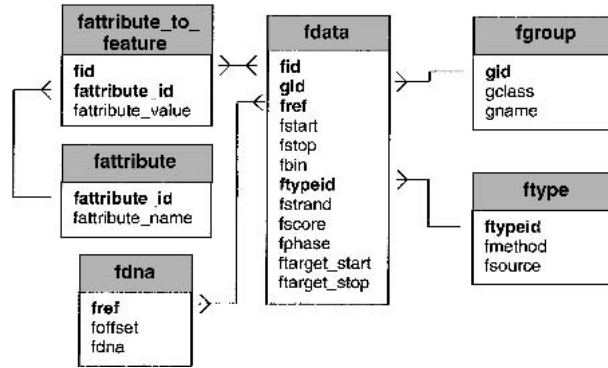 fattribute_to_
feature
fid
fattribute_id
fattribute_value
fattribute
fattribute_id
fattribute_name
fdna
fref
foffset
fdna
fdata
fid
gid
fref
fstart
fstop
fbin
ftypeid
fstrand
fscore
fphase
ftarget_start
ftarget_stop
fgroup
gid
gclass
gname
ftype
ftypeid
fmethod
fsource